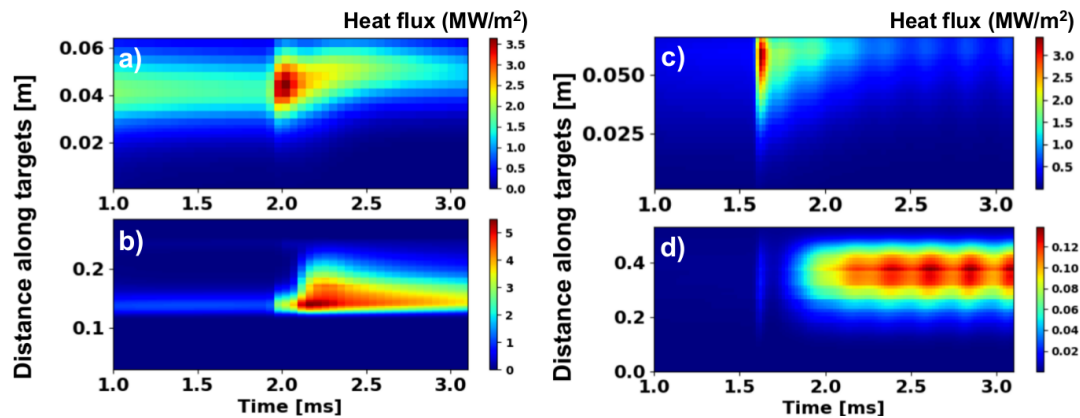 Heat flux (MW/m²)
Heat flux (MW/m²)
Distance along targets [m]
a)
0.06
0.04
0.02
1.0 1.5 2.0 2.5 3.0
3.5
3.0
2.5
2.0
1.5
1.0
0.5
0.0
b)
0.2
0.1
1.0 1.5 2.0 2.5 3.0
Time [ms]
5
4
3
2
1
0
Distance along targets [m]
c)
0.050
0.025
1.0 1.5 2.0 2.5 3.0
3.0
2.5
2.0
1.5
1.0
0.5
d)
0.4
0.2
0.0
1.0 1.5 2.0 2.5 3.0
Time [ms]
0.12
0.10
0.08
0.06
0.04
0.02